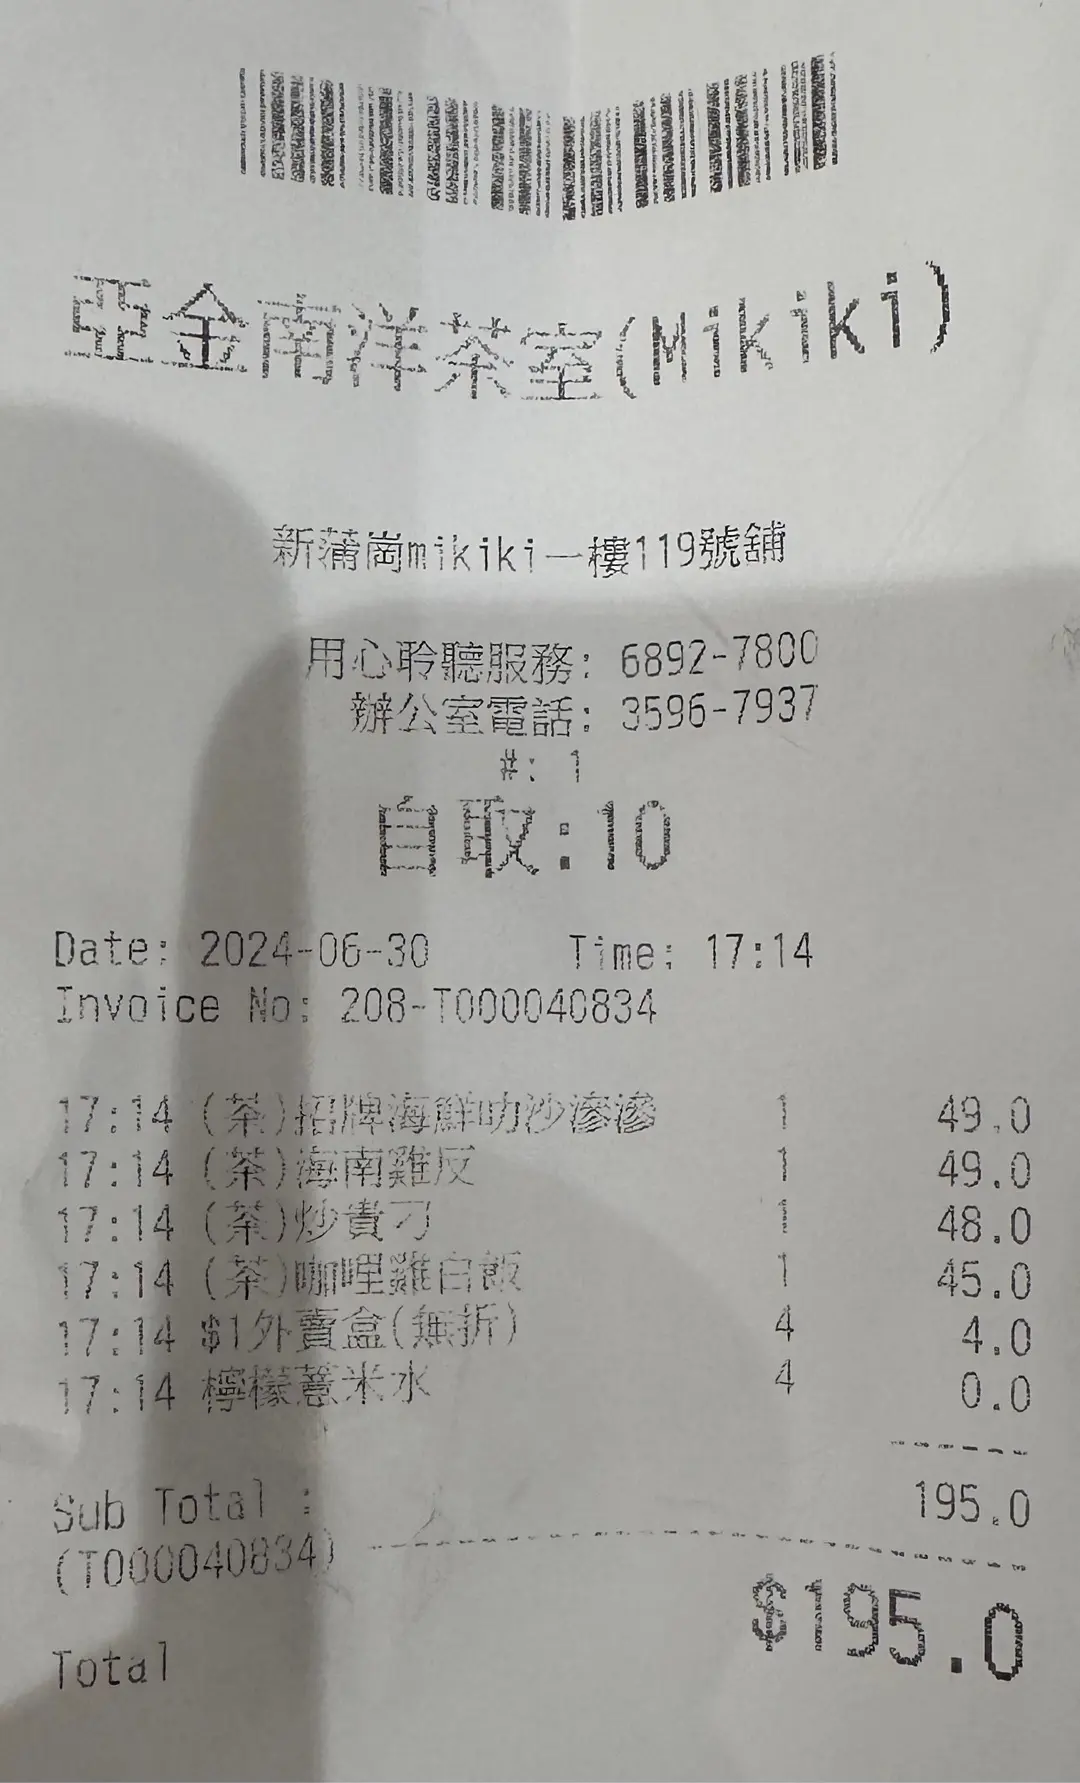 亞金南洋茶室(Mikiki)
新蒲崗mikiki一樓119號舖
用心聆聽服務: 6892-7800
辦公室電話: 3596-7937
#: 1
自取:10
Date: 2024-06-30 Time: 17:14
Invoice No: 208-T000040834
17:14 (茶)招牌海鮮叻沙滲滲 1 49.0
17:14 (茶)海南雞反 1 49.0
17:14 (茶)炒貴刁 1 48.0
17:14 (茶)咖哩雞白飯 1 45.0
17:14 $1外賣盒(無折) 4 4.0
17:14 檸檬薏米水 4 0.0
Sub Total : 195.0
(T000040834)
Total $195.0